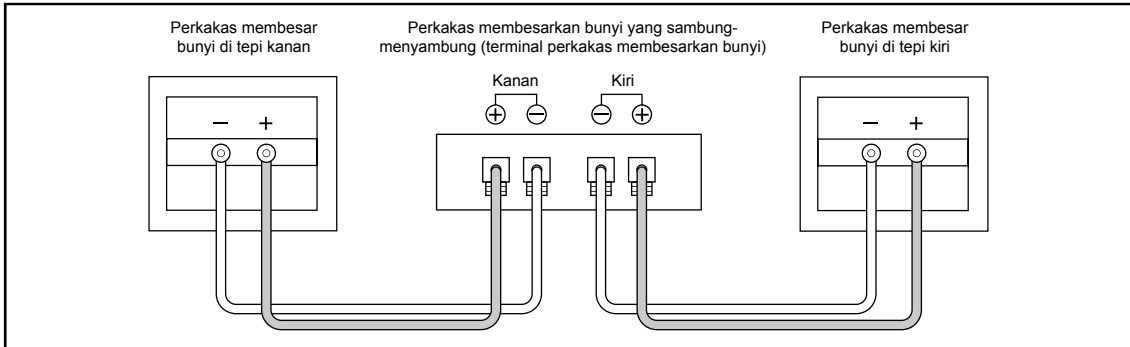 Perkakas membesar
bunyi di tepi kanan
Perkakas membesarkan bunyi yang sambung-
menyambung (terminal perkakas membesarkan bunyi)
Perkakas membesar
bunyi di tepi kiri
Kanan
Kiri
+ − − +
− +
− +